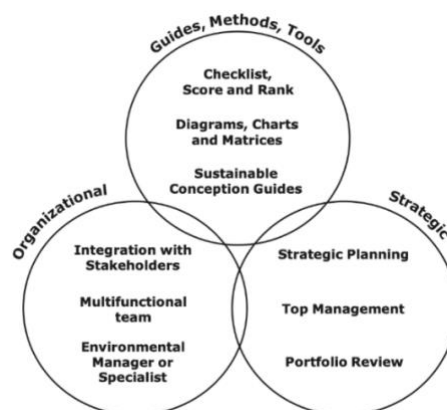 Guides, Methods, Tools
Checklist,
Score and Rank
Diagrams, Charts
and Matrices
Sustainable
Conception Guides
Organizational
Integration with
Stakeholders
Multifunctional
team
Environmental
Manager or
Specialist
Strategic
Strategic Planning
Top Management
Portfolio Review